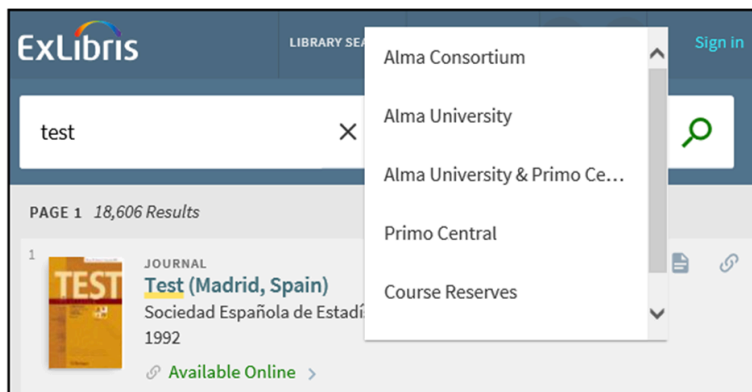 ExLibris
LIBRARY SEA
Sign in
test
Alma Consortium
Alma University
Alma University & Primo Ce...
Primo Central
Course Reserves
PAGE 1 18,606 Results
1
TEST
JOURNAL
Test (Madrid, Spain)
Sociedad Española de Estadí
1992
Available Online